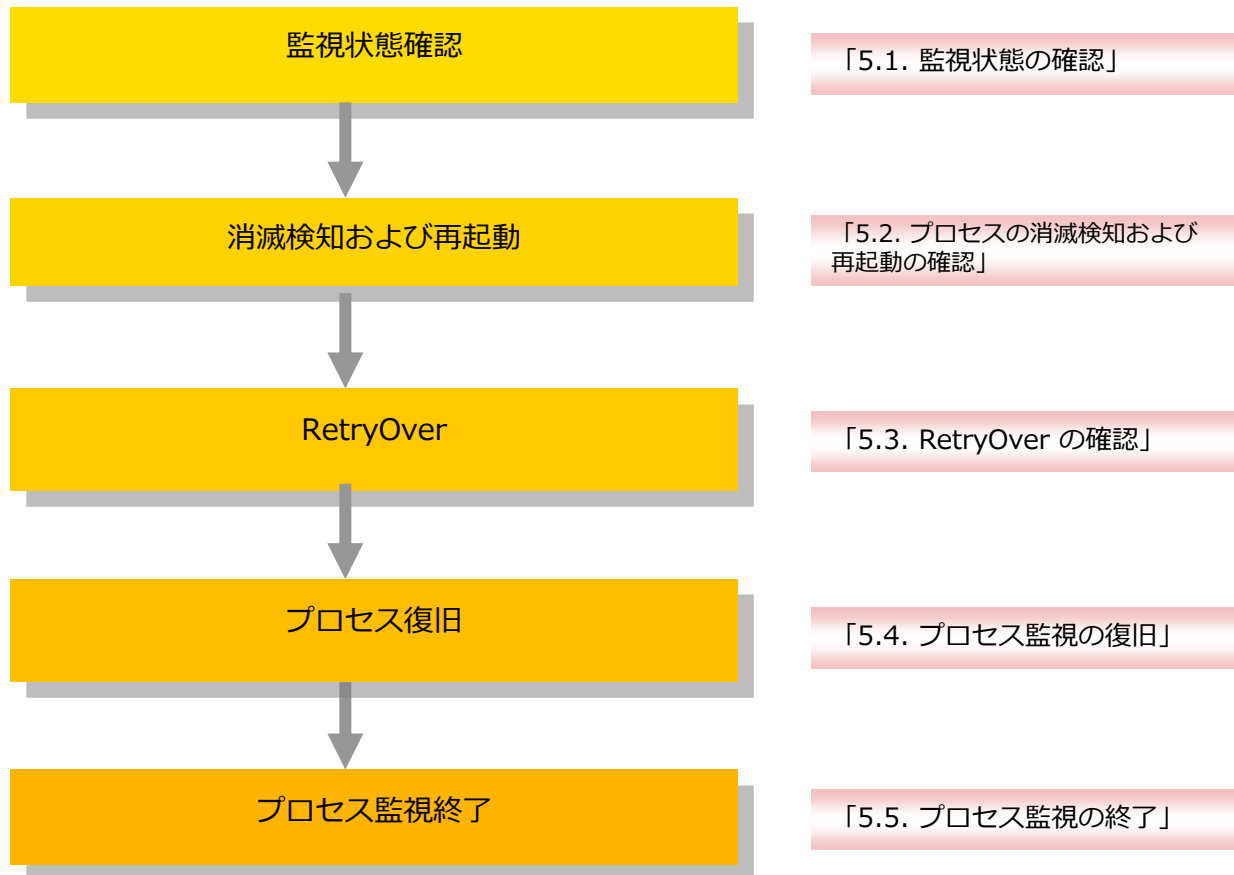 監視状態確認
「5.1. 監視状態の確認」
消滅検知および再起動
「5.2. プロセスの消滅検知および
再起動の確認」
RetryOver
「5.3. RetryOver の確認」
プロセス復旧
「5.4. プロセス監視の復旧」
プロセス監視終了
「5.5. プロセス監視の終了」